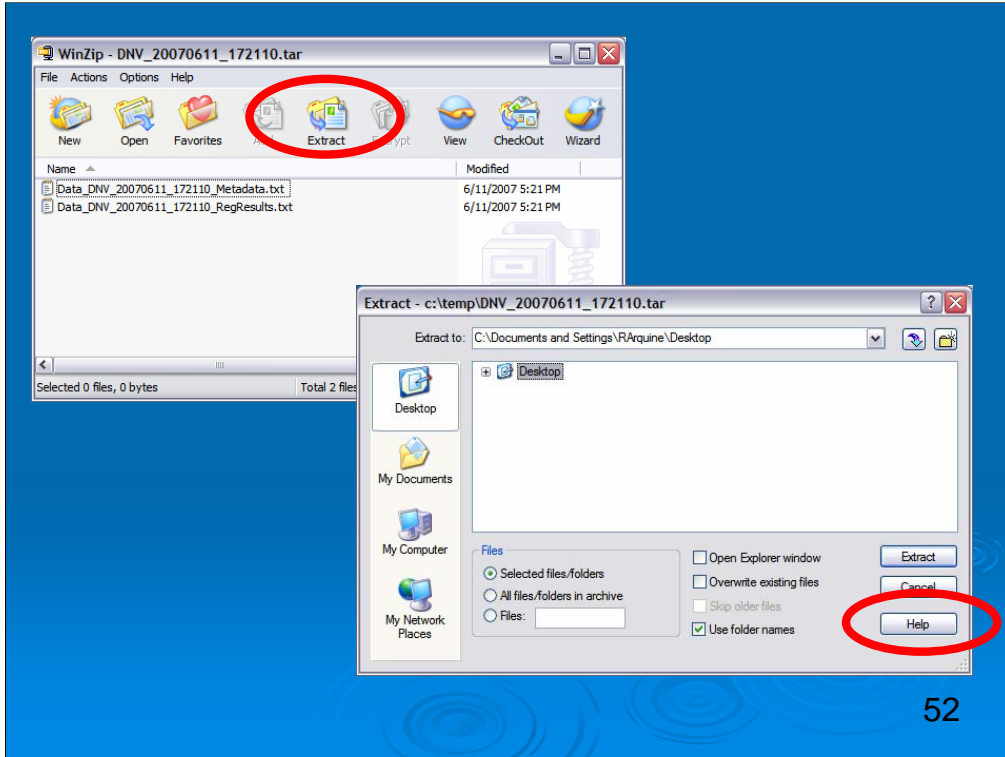 WinZip - DNV_20070611_172110.tar
File Actions Options Help
New Open Favorites Add Extract Encrypt View CheckOut Wizard
Name Modified
Data_DNV_20070611_172110_Metadata.txt 6/11/2007 5:21 PM
Data_DNV_20070611_172110_RegResults.txt 6/11/2007 5:21 PM
Selected 0 files, 0 bytes Total 2 files
Extract - c:\temp\DNV_20070611_172110.tar
Extract to: C:\Documents and Settings\RArquine\Desktop
Desktop
Desktop
My Documents
My Computer
My Network
Places
Files
Selected files/folders
All files/folders in archive
Files:
Open Explorer window
Overwrite existing files
Skip older files
Use folder names
Extract
Cancel
Help
52